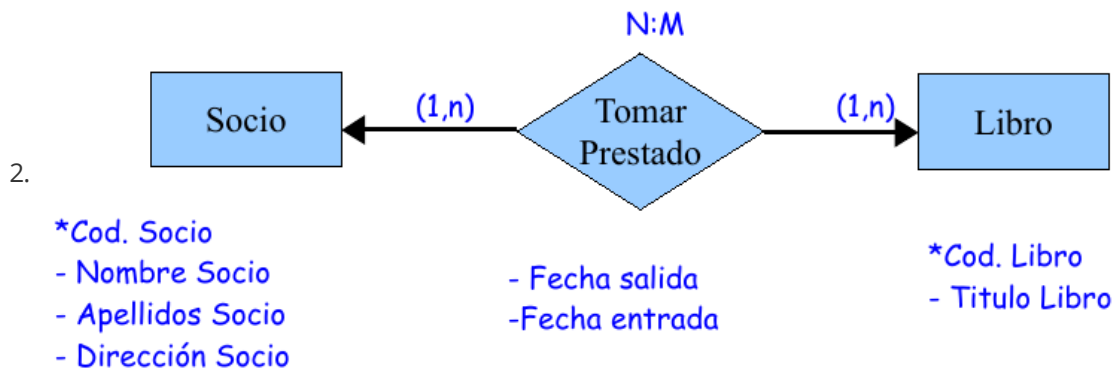 N:M
Socio
(1,n)
Tomar
Prestado
(1,n)
Libro
2.
*Cod. Socio
- Nombre Socio
- Apellidos Socio
- Dirección Socio
- Fecha salida
-Fecha entrada
*Cod. Libro
- Titulo Libro